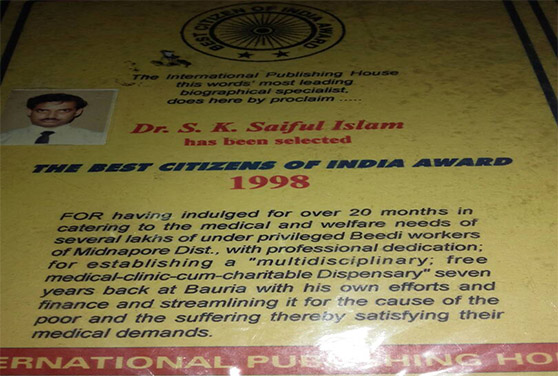 BEST CITIZEN OF INDIA AWARD
The International Publishing House
this words' most leading
biographical specialist,
does here by proclaim .....
Dr. S. K. Saiful Islam
has been selected
THE BEST CITIZENS OF INDIA AWARD
1998
FOR having indulged for over 20 months in
catering to the medical and welfare needs of
several lakhs of under privileged Beedi workers
of Midnapore Dist., with professional dedication;
for establishing a "multidisciplinary; free
medical-clinic-cum-charitable Dispensary" seven
years back at Bauria with his own efforts and
finance and streamlining it for the cause of the
poor and the suffering thereby satisfying their
medical demands.
ERNATIONAL PUBLISHING HO